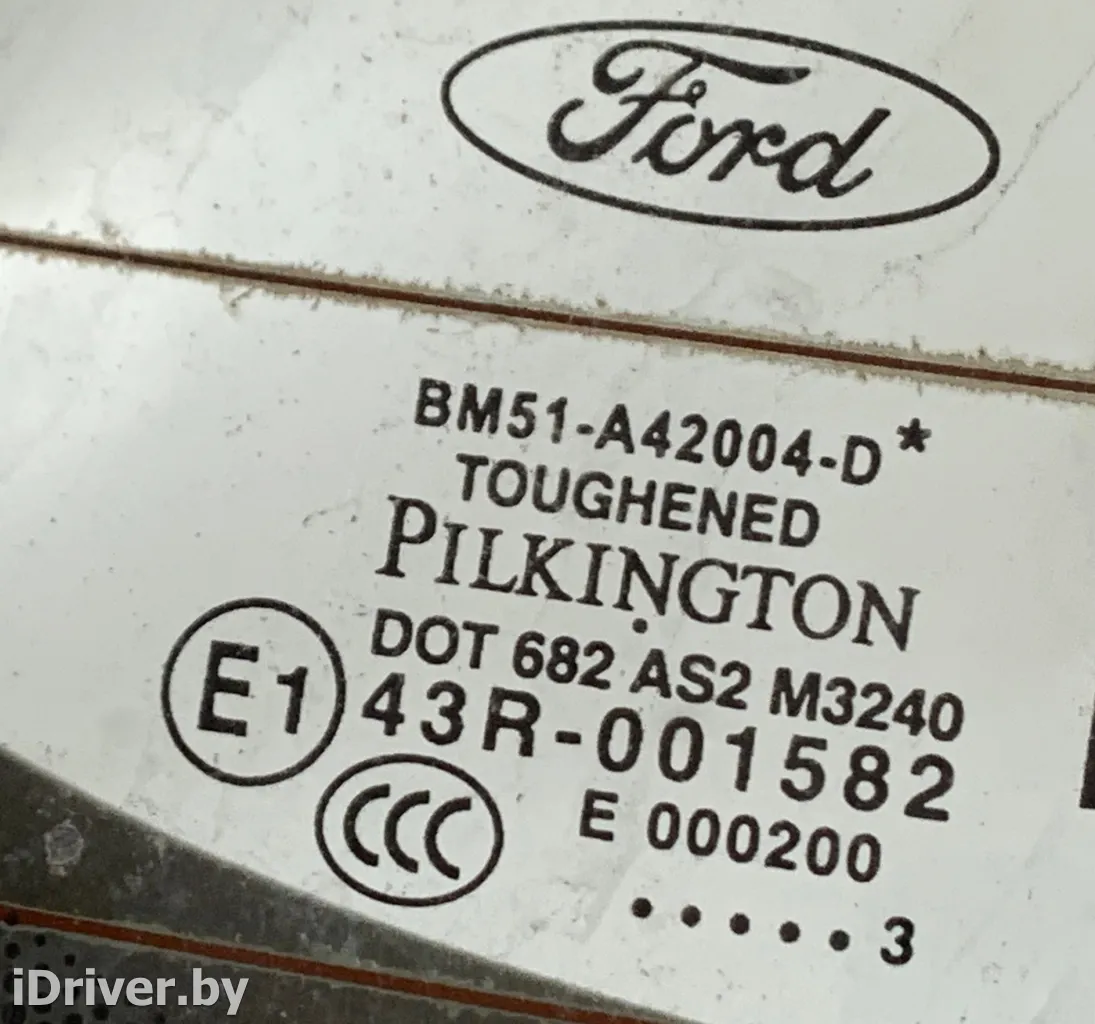 Ford
BM51-A42004-D*
TOUGHENED
PILKINGTON
DOT 682 AS2 M3240
E1
43R-001582
CCC
E 000200
.....3
iDriver.by